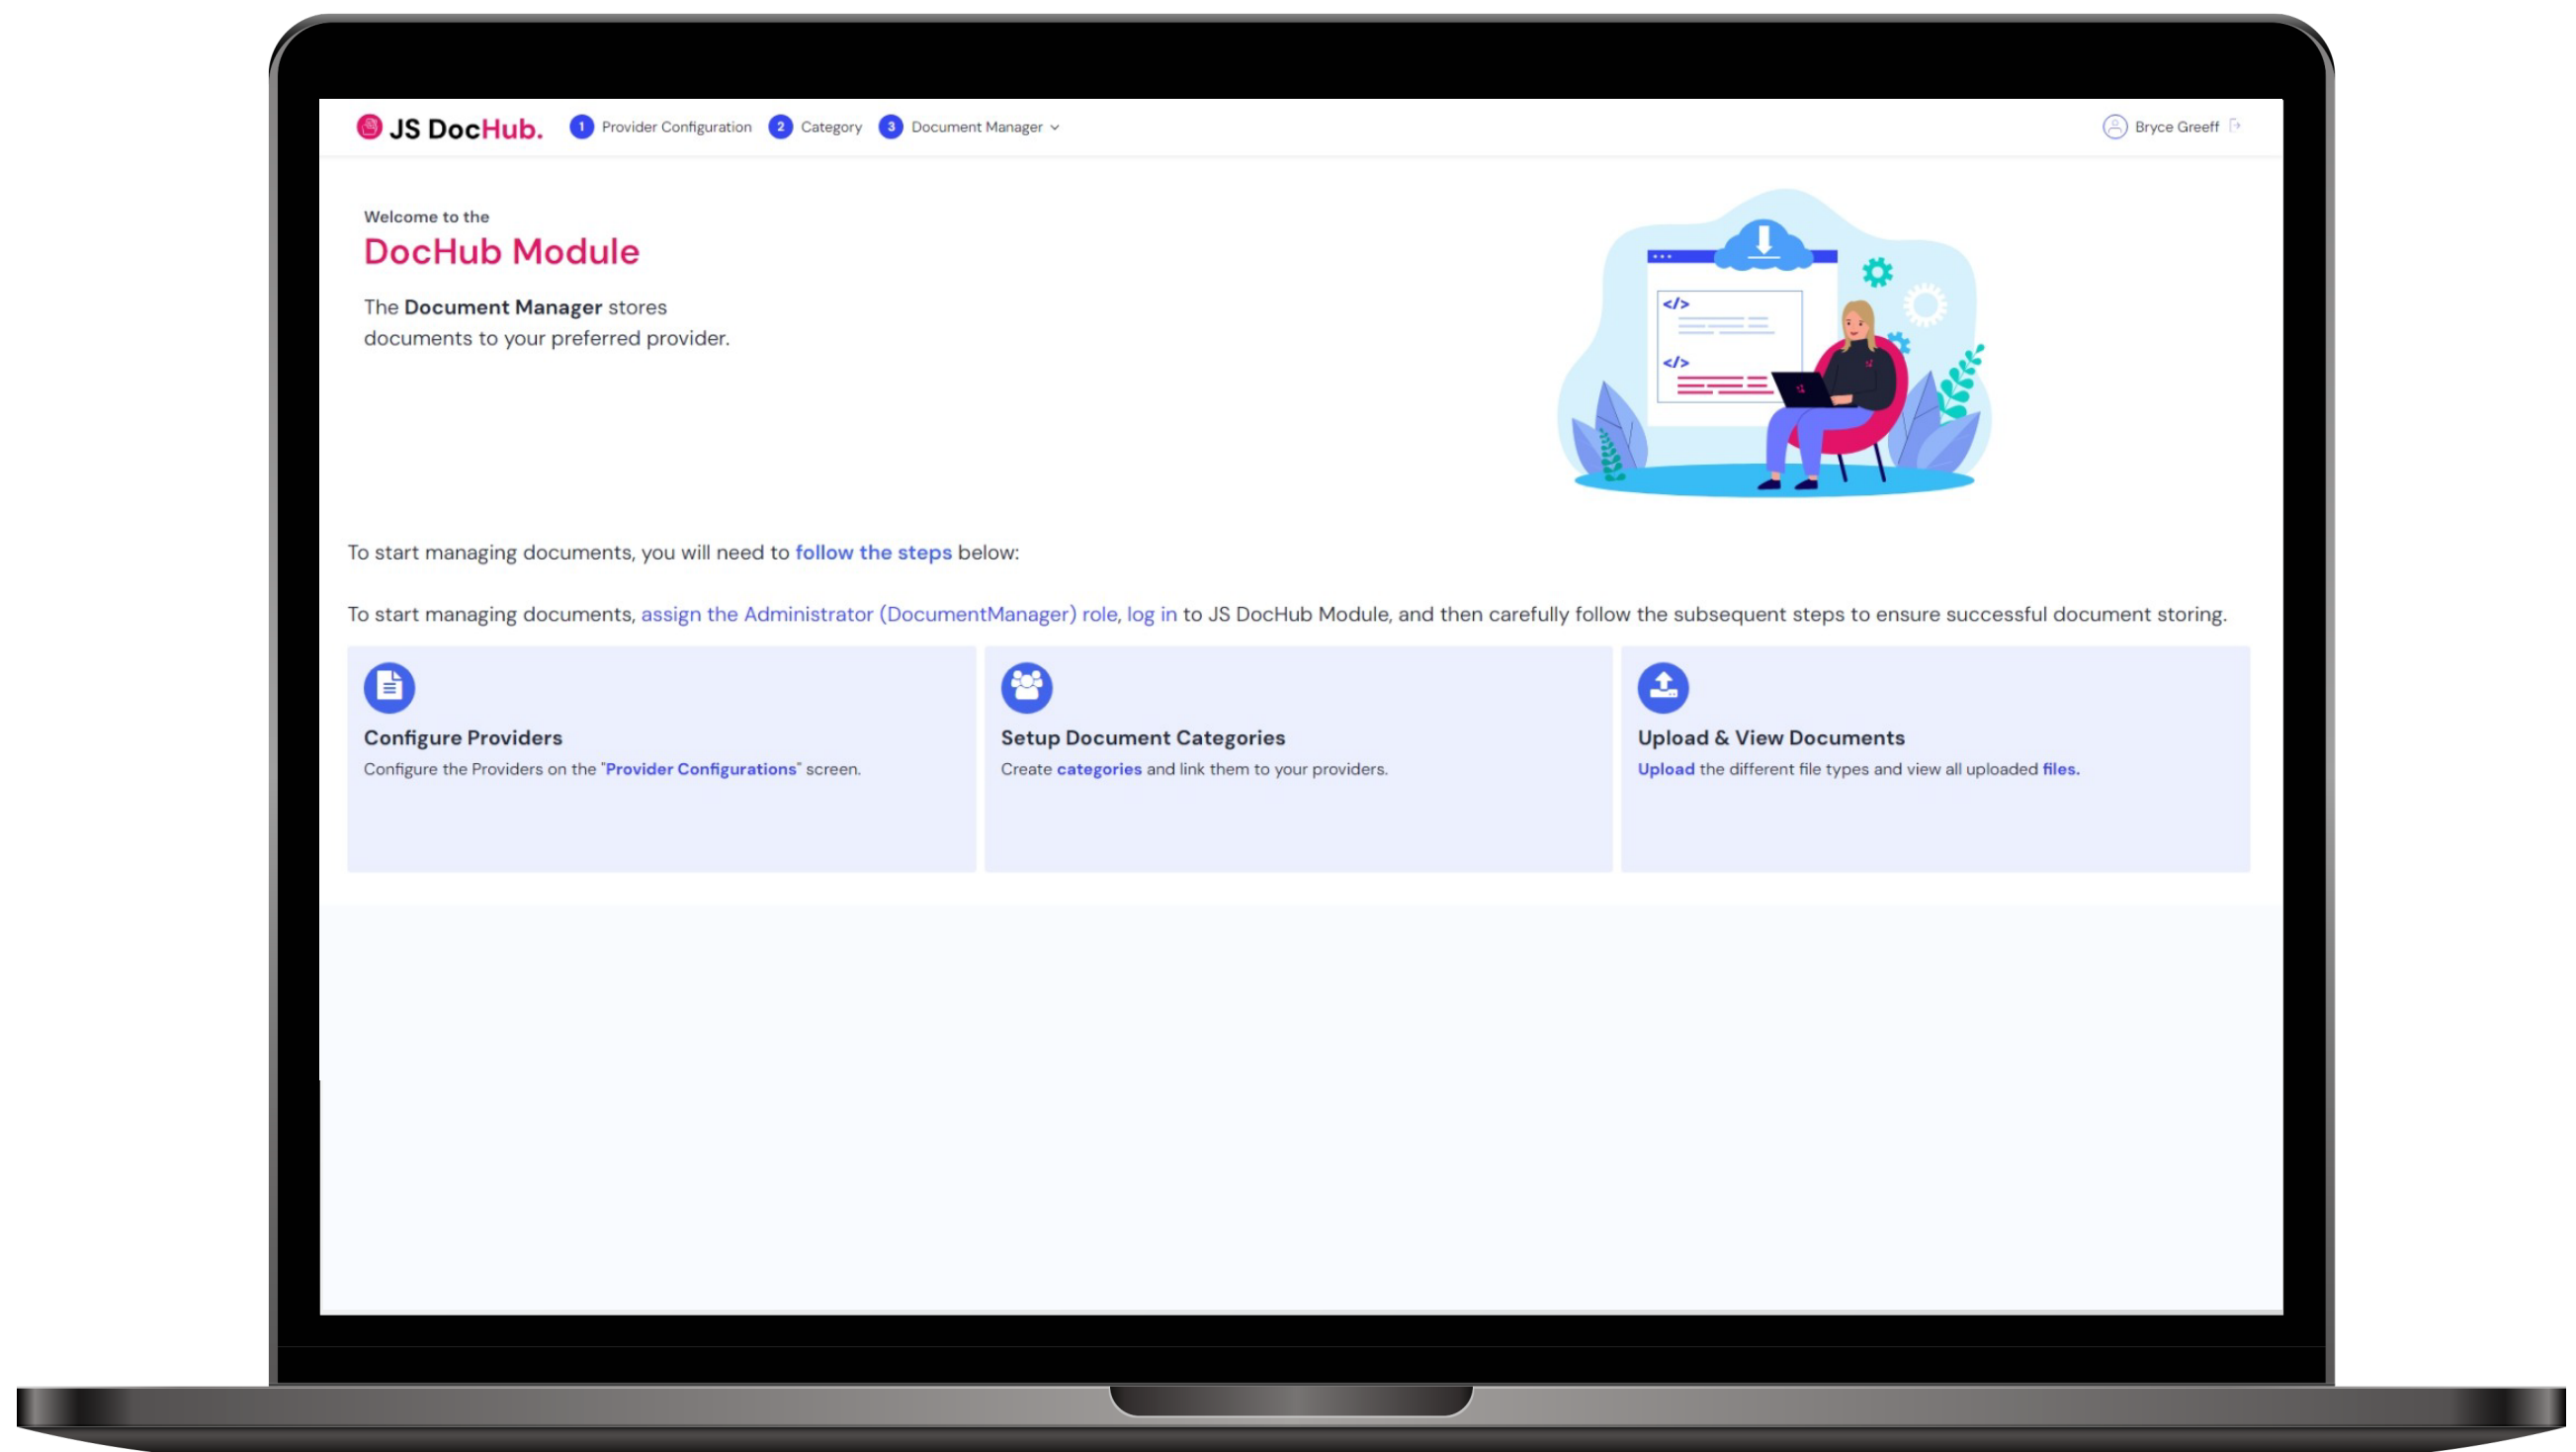 JS DocHub. 1 Provider Configuration 2 Category 3 Document Manager Bryce Greeff
Welcome to the
DocHub Module
The Document Manager stores
documents to your preferred provider.
</>
</>
To start managing documents, you will need to follow the steps below:
To start managing documents, assign the Administrator (DocumentManager) role, log in to JS DocHub Module, and then carefully follow the subsequent steps to ensure successful document storing.
Configure Providers
Configure the Providers on the "Provider Configurations" screen.
Setup Document Categories
Create categories and link them to your providers.
Upload & View Documents
Upload the different file types and view all uploaded files.